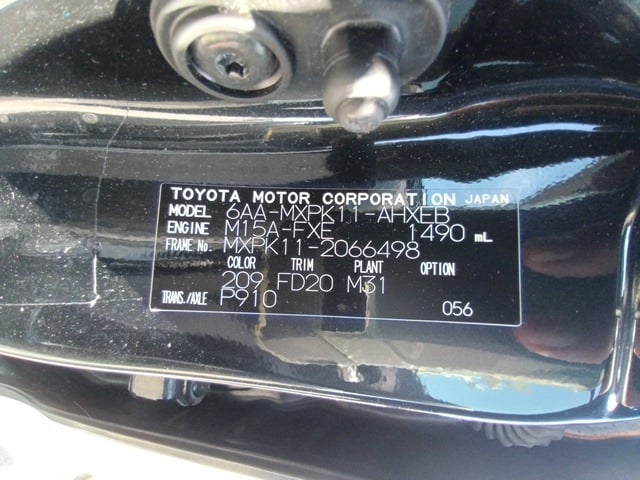 TOYOTA MOTOR CORPORATION JAPAN
MODEL 6AA-MXPK11-AHXEB
ENGINE M15A-FXE 1490 mL
FRAME No. MXPK11-2066498
COLOR TRIM PLANT OPTION
209 FD20 M31
TRANS./AXLE P910 056